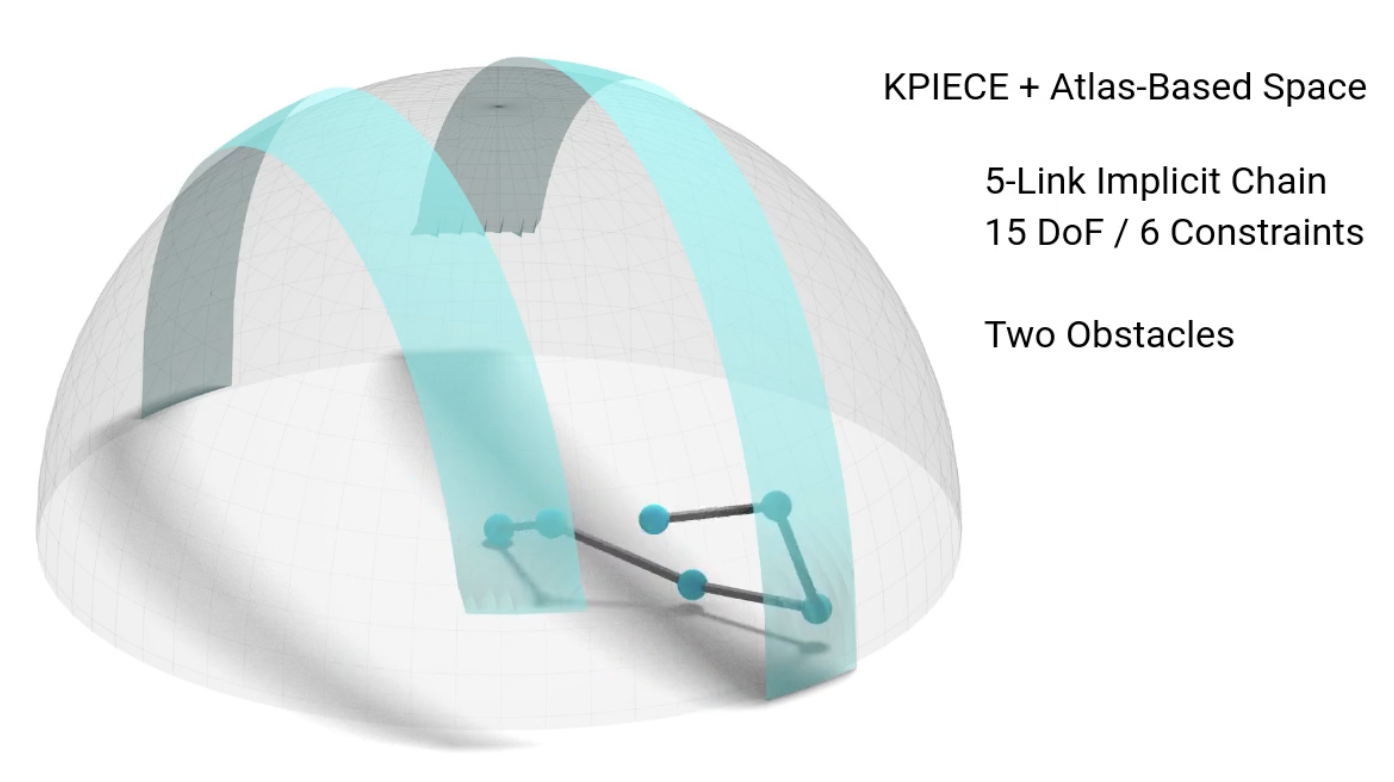 KPIECE + Atlas-Based Space
5-Link Implicit Chain
15 DoF / 6 Constraints
Two Obstacles